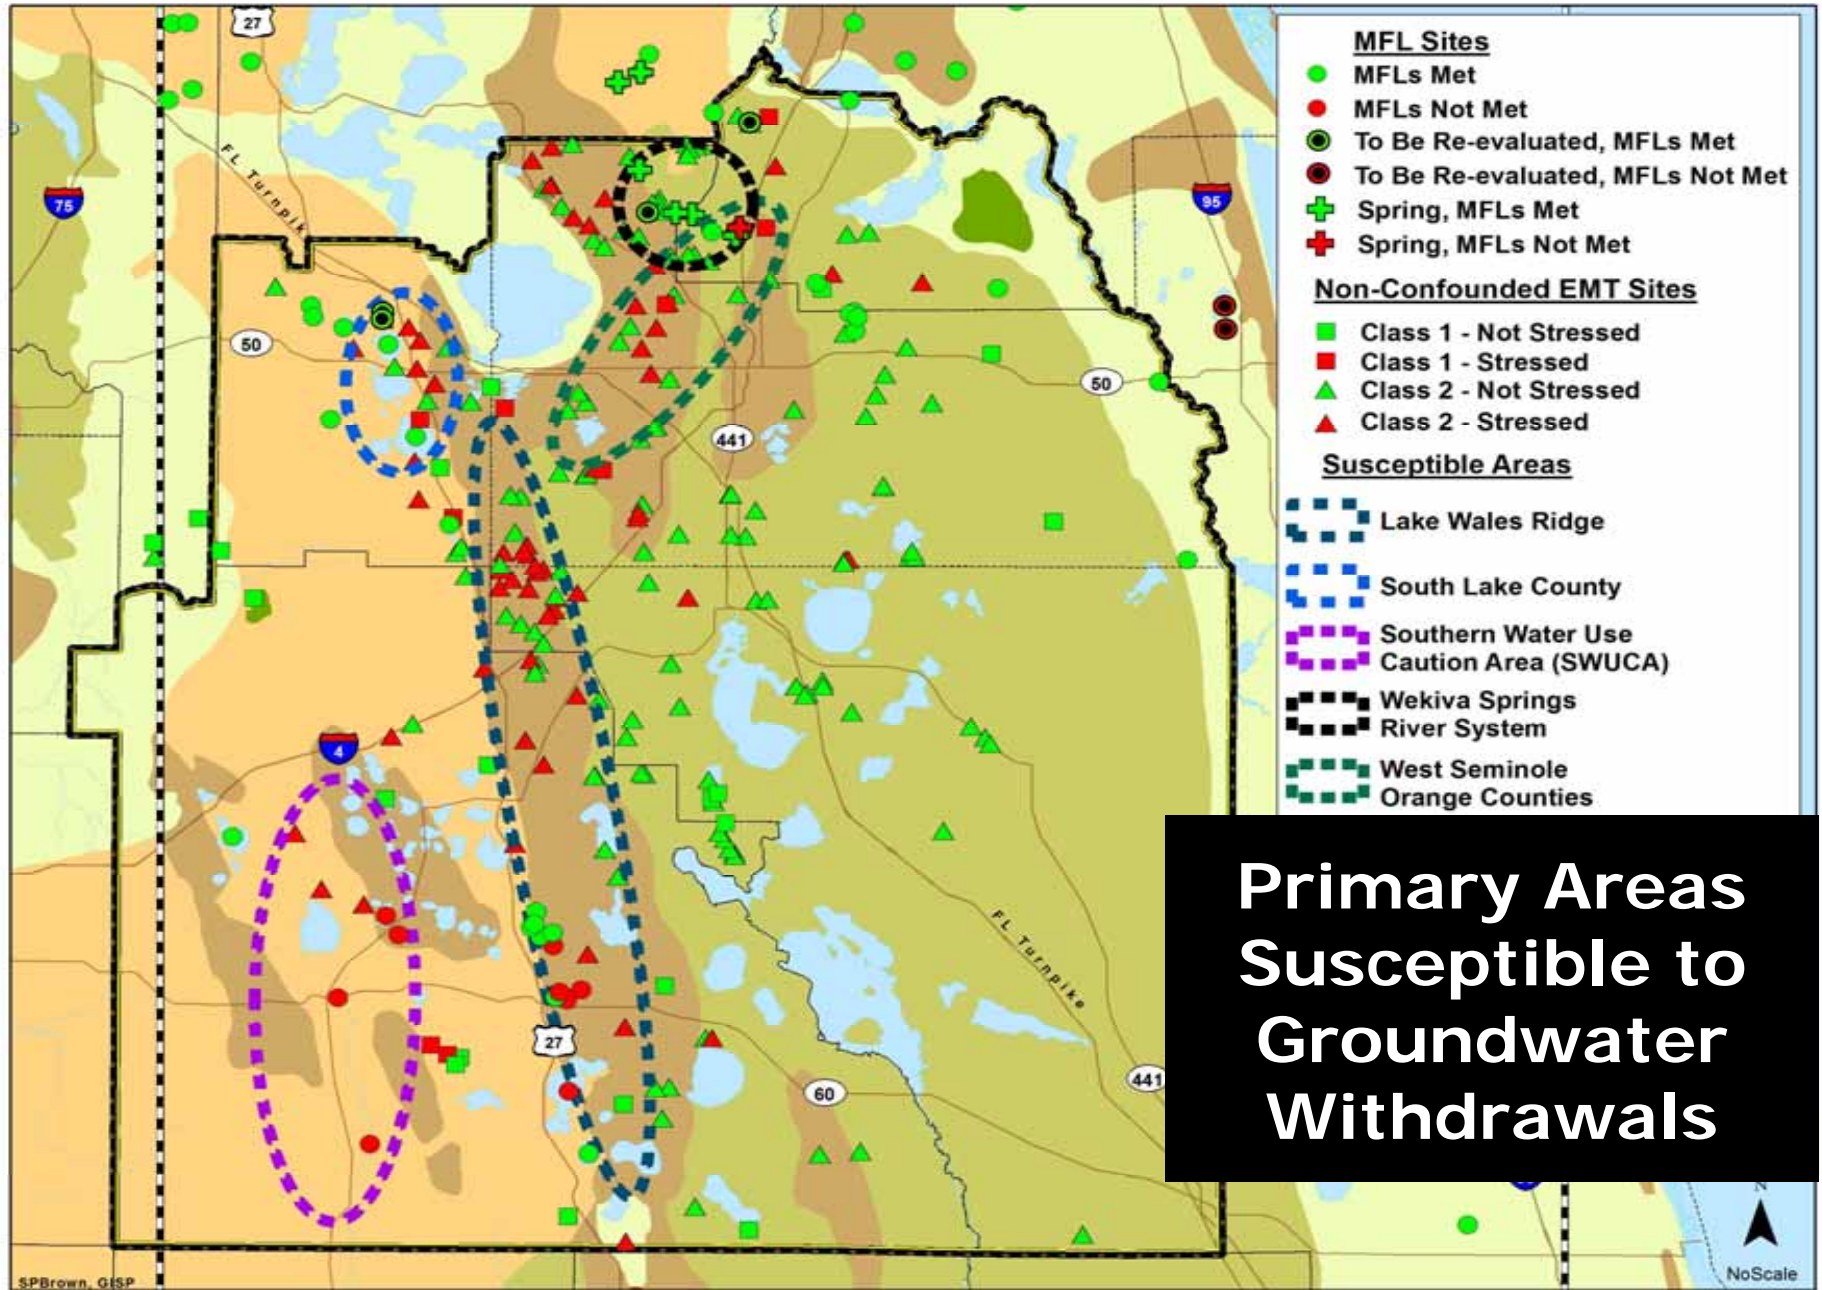 27
FL Turnpike
75
50
95
50
441
4
FL Turnpike
27
60
441
MFL Sites
MFLs Met
MFLs Not Met
To Be Re-evaluated, MFLs Met
To Be Re-evaluated, MFLs Not Met
Spring, MFLs Met
Spring, MFLs Not Met
Non-Confounded EMT Sites
Class 1 - Not Stressed
Class 1 - Stressed
Class 2 - Not Stressed
Class 2 - Stressed
Susceptible Areas
Lake Wales Ridge
South Lake County
Southern Water Use
Caution Area (SWUCA)
Wekiva Springs
River System
West Seminole
Orange Counties
Primary Areas
Susceptible to
Groundwater
Withdrawals
N
NoScale
SPBrown, GISP